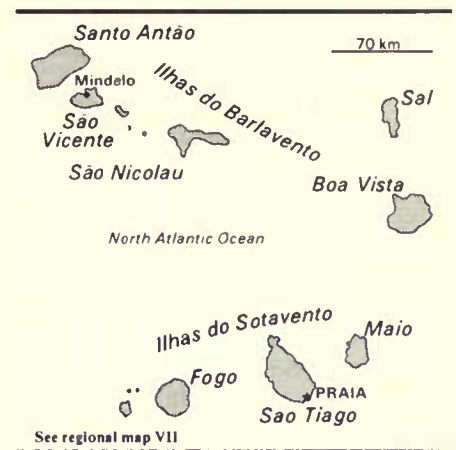 Santo Antão
70 km
Mindelo
Ilhas do Barlavento
Sal
São
Vicente
São Nicolau
Boa Vista
North Atlantic Ocean
Ilhas do Sotavento
Maio
Fogo
PRAIA
Sao Tiago
See regional map VII